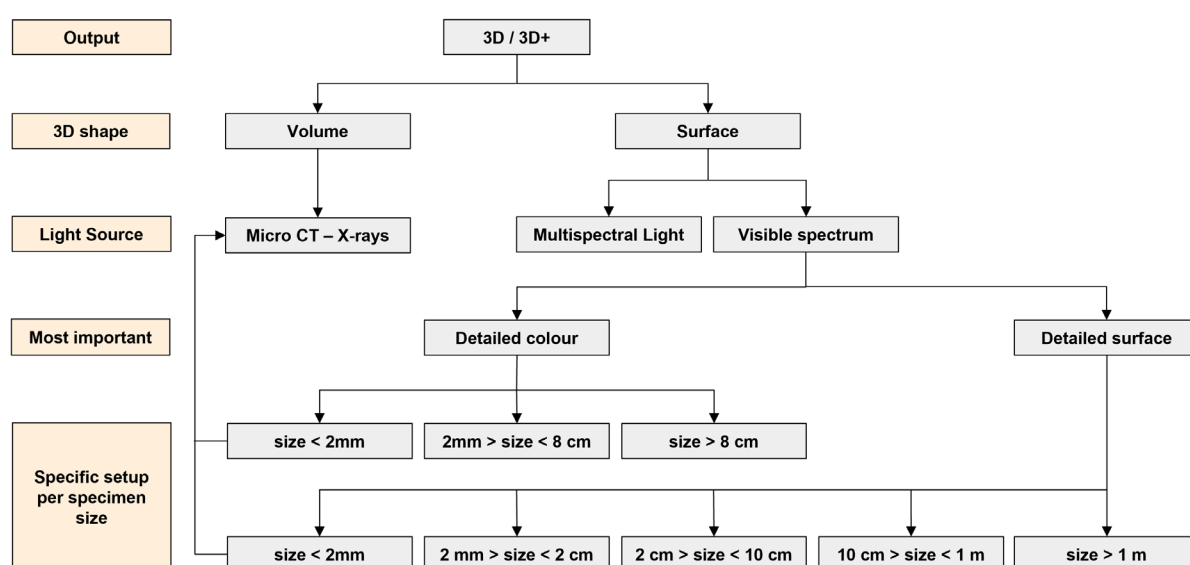 Output
3D / 3D+
3D shape
Volume
Surface
Light Source
Micro CT – X-rays
Multispectral Light
Visible spectrum
Most important
Detailed colour
Detailed surface
Specific setup
per specimen
size
size < 2mm
2mm > size < 8 cm
size > 8 cm
size < 2mm
2 mm > size < 2 cm
2 cm > size < 10 cm
10 cm > size < 1 m
size > 1 m